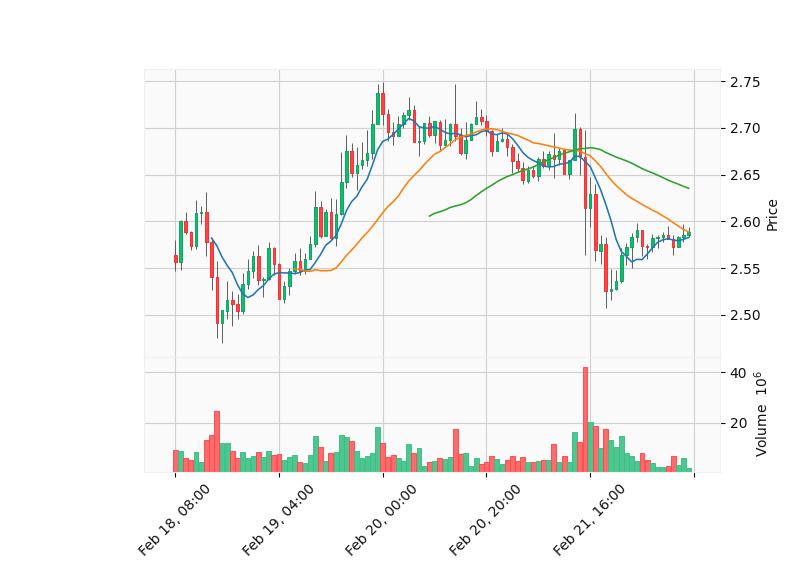 2.75
2.70
2.65
2.60
2.55
2.50
Price
40
20
Volume 10^6
Feb 18, 08:00
Feb 19, 04:00
Feb 20, 00:00
Feb 20, 20:00
Feb 21, 16:00